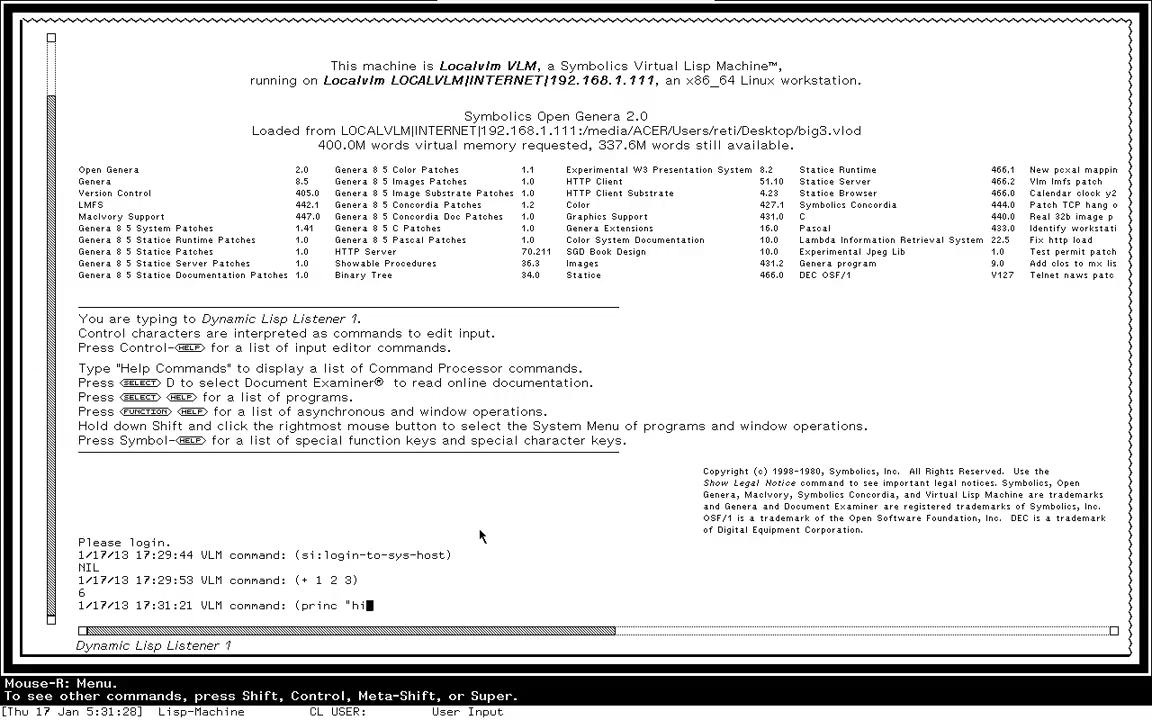 This machine is Localvlm VLM, a Symbolics Virtual Lisp Machine™,
running on Localvlm LOCALVLM|INTERNET|192.168.1.111, an x86_64 Linux workstation.
Symbolics Open Genera 2.0
Loaded from LOCALVLM|INTERNET|192.168.1.111:/media/ACER/Users/reti/Desktop/big3.vlod
400.0M words virtual memory requested, 337.6M words still available.
Open Genera 2.0 Genera 8 5 Color Patches 1.1 Experimental W3 Presentation System 8.2 Statice Runtime 466.1 New pcxal mappin
Genera 8.5 Genera 8 5 Images Patches 1.0 HTTP Client 51.10 Statice Server 466.2 Vlm lmfs patch
Version Control 405.0 Genera 8 5 Image Substrate Patches 1.0 HTTP Client Substrate 4.23 Statice Browser 466.0 Calendar clock y2
LMFS 442.1 Genera 8 5 Concordia Patches 1.2 Color 427.1 Symbolics Concordia 444.0 Patch TCP hang o
MacIvory Support 447.0 Genera 8 5 Concordia Doc Patches 1.0 Graphics Support 431.0 C 440.0 Real 32b image p
Genera 8 5 System Patches 1.41 Genera 8 5 C Patches 1.0 Genera Extensions 16.0 Pascal 433.0 Identify workstati
Genera 8 5 Statice Runtime Patches 1.0 Genera 8 5 Pascal Patches 1.0 Color System Documentation 10.0 Lambda Information Retrieval System 22.5 Fix http load
Genera 8 5 Statice Patches 1.0 HTTP Server 70.211 SGD Book Design 10.0 Experimental Jpeg Lib 1.0 Test permit patch
Genera 8 5 Statice Server Patches 1.0 Showable Procedures 36.3 Images 431.2 Genera program 9.0 Add clos to mx lis
Genera 8 5 Statice Documentation Patches 1.0 Binary Tree 34.0 Statice 466.0 DEC OSF/1 V127 Telnet naws patc
You are typing to Dynamic Lisp Listener 1.
Control characters are interpreted as commands to edit input.
Press Control-HELP for a list of input editor commands.
Type "Help Commands" to display a list of Command Processor commands.
Press SELECT D to select Document Examiner® to read online documentation.
Press SELECT HELP for a list of programs.
Press FUNCTION HELP for a list of asynchronous and window operations.
Hold down Shift and click the rightmost mouse button to select the System Menu of programs and window operations.
Press Symbol-HELP for a list of special function keys and special character keys.
Copyright (c) 1998-1980, Symbolics, Inc. All Rights Reserved. Use the
Show Legal Notice command to see important legal notices. Symbolics, Open
Genera, MacIvory, Symbolics Concordia, and Virtual Lisp Machine are trademarks
and Genera and Document Examiner are registered trademarks of Symbolics, Inc.
OSF/1 is a trademark of the Open Software Foundation, Inc. DEC is a trademark
of Digital Equipment Corporation.
Please login.
1/17/13 17:29:44 VLM command: (si:login-to-sys-host)
NIL
1/17/13 17:29:53 VLM command: (+ 1 2 3)
6
1/17/13 17:31:21 VLM command: (princ "hi
Dynamic Lisp Listener 1
Mouse-R: Menu.
To see other commands, press Shift, Control, Meta-Shift, or Super.
[Thu 17 Jan 5:31:28] Lisp-Machine CL USER: User Input